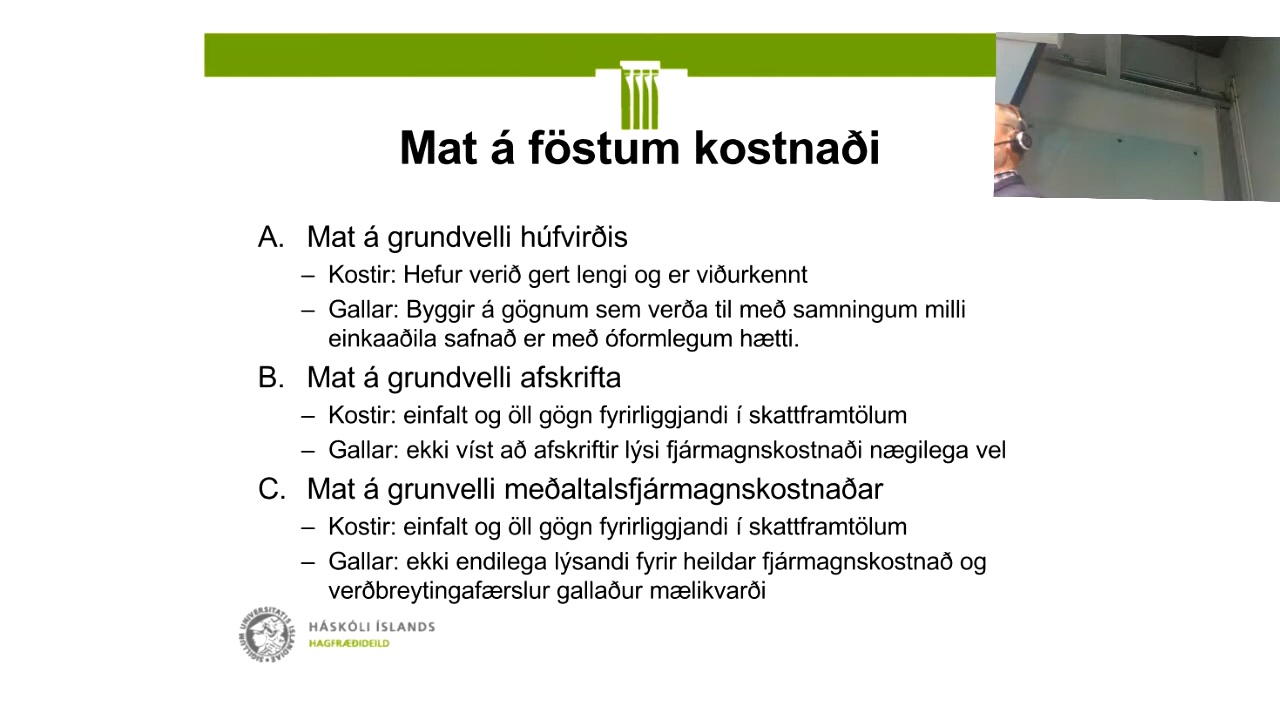 Mat á föstum kostnaði
A. Mat á grundvelli húfvirðis
– Kostir: Hefur verið gert lengi og er viðurkennt
– Gallar: Byggir á gögnum sem verða til með samningum milli
einkaaðila safnað er með óformlegum hætti.
B. Mat á grundvelli afskrifta
– Kostir: einfalt og öll gögn fyrirliggjandi í skattframtölum
– Gallar: ekki víst að afskriftir lýsi fjármagnskostnaði nægilega vel
C. Mat á grunvelli meðaltalsfjármagnskostnaðar
– Kostir: einfalt og öll gögn fyrirliggjandi í skattframtölum
– Gallar: ekki endilega lýsandi fyrir heildar fjármagnskostnað og
verðbreytingafærslur gallaður mælikvarði
SIGILLUM UNIVERSITATIS ISLANDIAE
HÁSKÓLI ÍSLANDS
HAGFRÆÐIDEILD